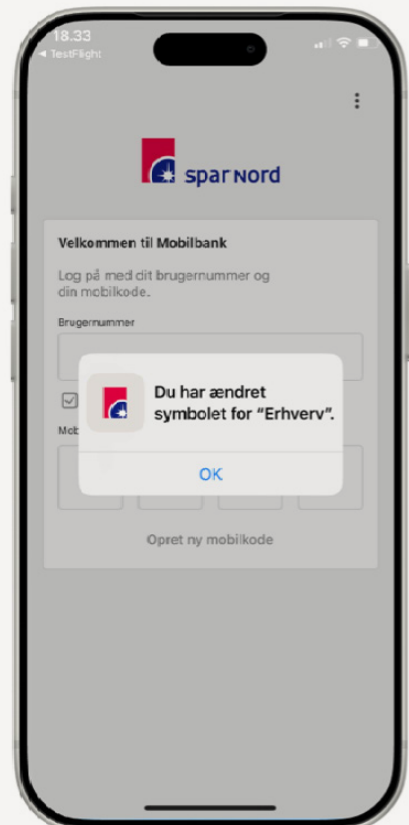 18.33
◀ TestFlight
spar nord
Velkommen til Mobilbank
Log på med dit brugernummer og
din mobilkode.
Brugernummer
Du har ændret
symbolet for “Erhverv”.
Mob
OK
Opret ny mobilkode